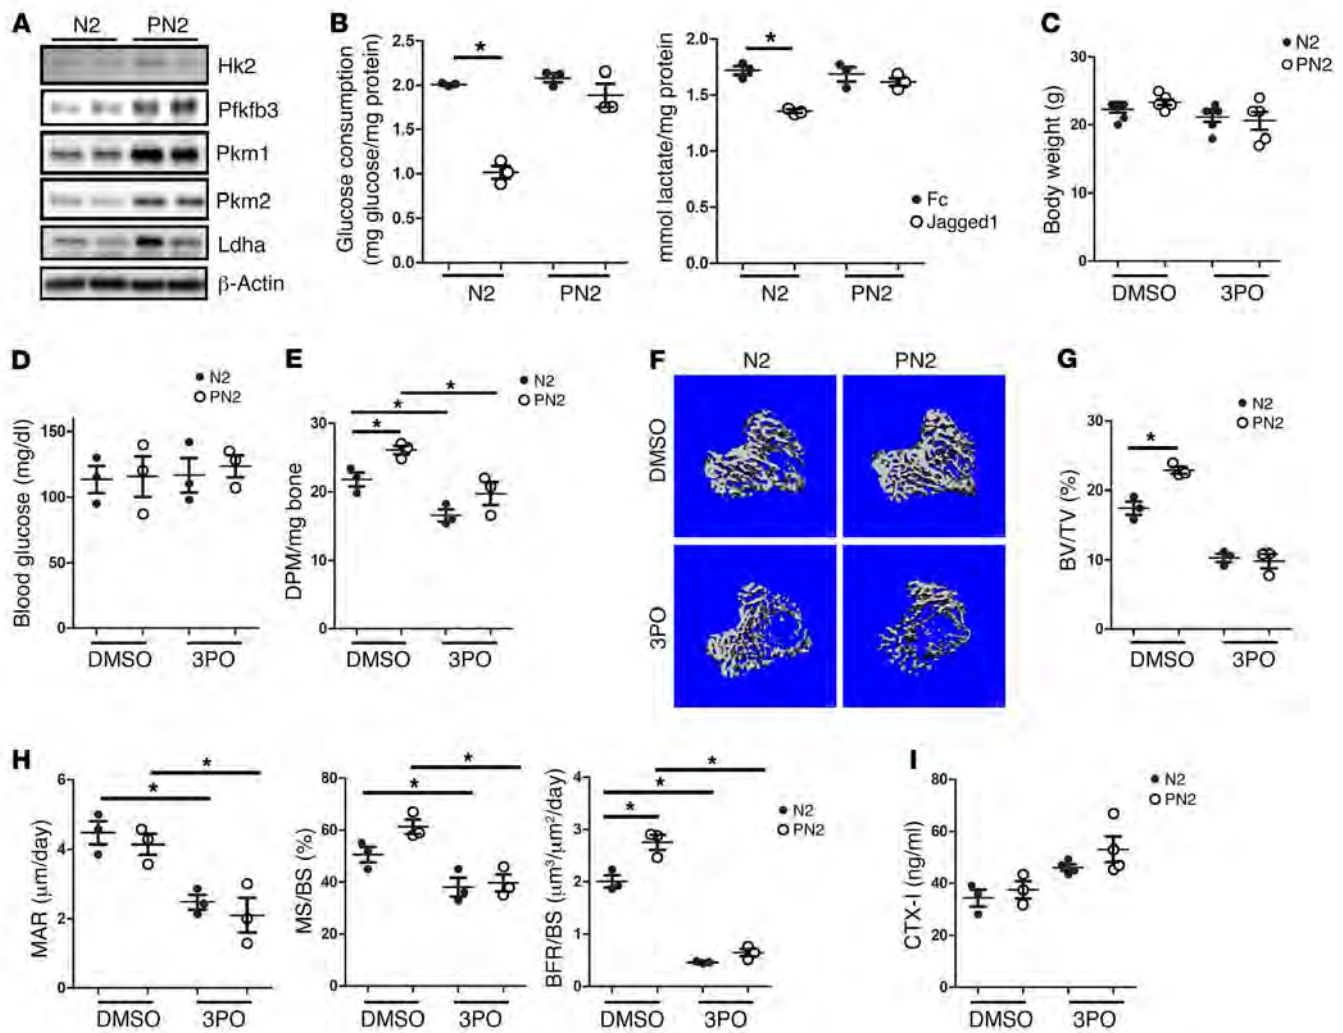 A
N2 PN2
Hk2
Pfkfb3
Pkm1
Pkm2
Ldha
β-Actin
B
Glucose consumption
(mg glucose/mg protein)
2.5
2.0
1.5
1.0
0.5
0.0
*
N2 PN2
mmol lactate/mg protein
2.0
1.5
1.0
0.5
0.0
*
Fc
Jagged1
N2 PN2
C
N2
PN2
Body weight (g)
30
20
10
0
DMSO 3PO
D
N2
PN2
Blood glucose (mg/dl)
150
100
50
0
DMSO 3PO
E
N2
PN2
DPM/mg bone
30
20
10
0
*
*
*
DMSO 3PO
F
N2 PN2
DMSO
3PO
G
N2
PN2
BV/TV (%)
30
20
10
0
*
DMSO 3PO
H
MAR (μm/day)
6
4
2
0
*
*
DMSO 3PO
MS/BS (%)
80
60
40
20
0
*
*
DMSO 3PO
BFR/BS (μm³/μm²/day)
4
3
2
1
0
*
*
*
N2
PN2
DMSO 3PO
I
N2
PN2
CTX-I (ng/ml)
80
60
40
20
0
DMSO 3PO